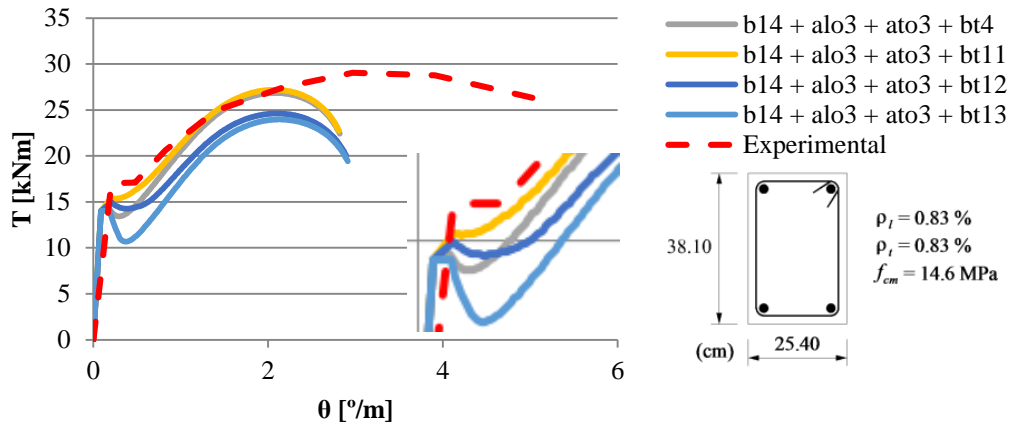 35
30
25
20
15
10
5
0
T [kNm]
0
2
4
6
θ [º/m]
b14 + alo3 + ato3 + bt4
b14 + alo3 + ato3 + bt11
b14 + alo3 + ato3 + bt12
b14 + alo3 + ato3 + bt13
Experimental
38.10
(cm)
25.40
ρl = 0.83 %
ρt = 0.83 %
fcm = 14.6 MPa